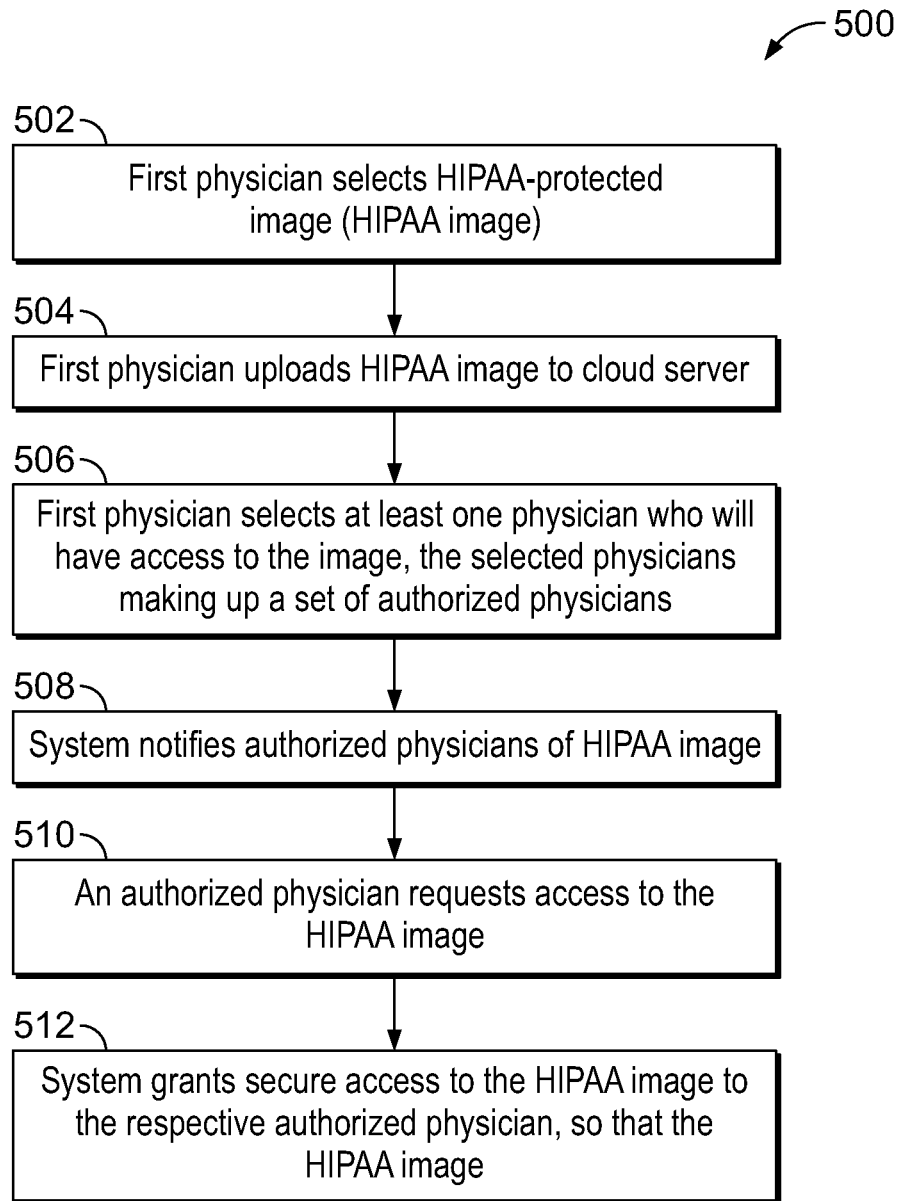 500
502
First physician selects HIPAA-protected
image (HIPAA image)
504
First physician uploads HIPAA image to cloud server
506
First physician selects at least one physician who will
have access to the image, the selected physicians
making up a set of authorized physicians
508
System notifies authorized physicians of HIPAA image
510
An authorized physician requests access to the
HIPAA image
512
System grants secure access to the HIPAA image to
the respective authorized physician, so that the
HIPAA image